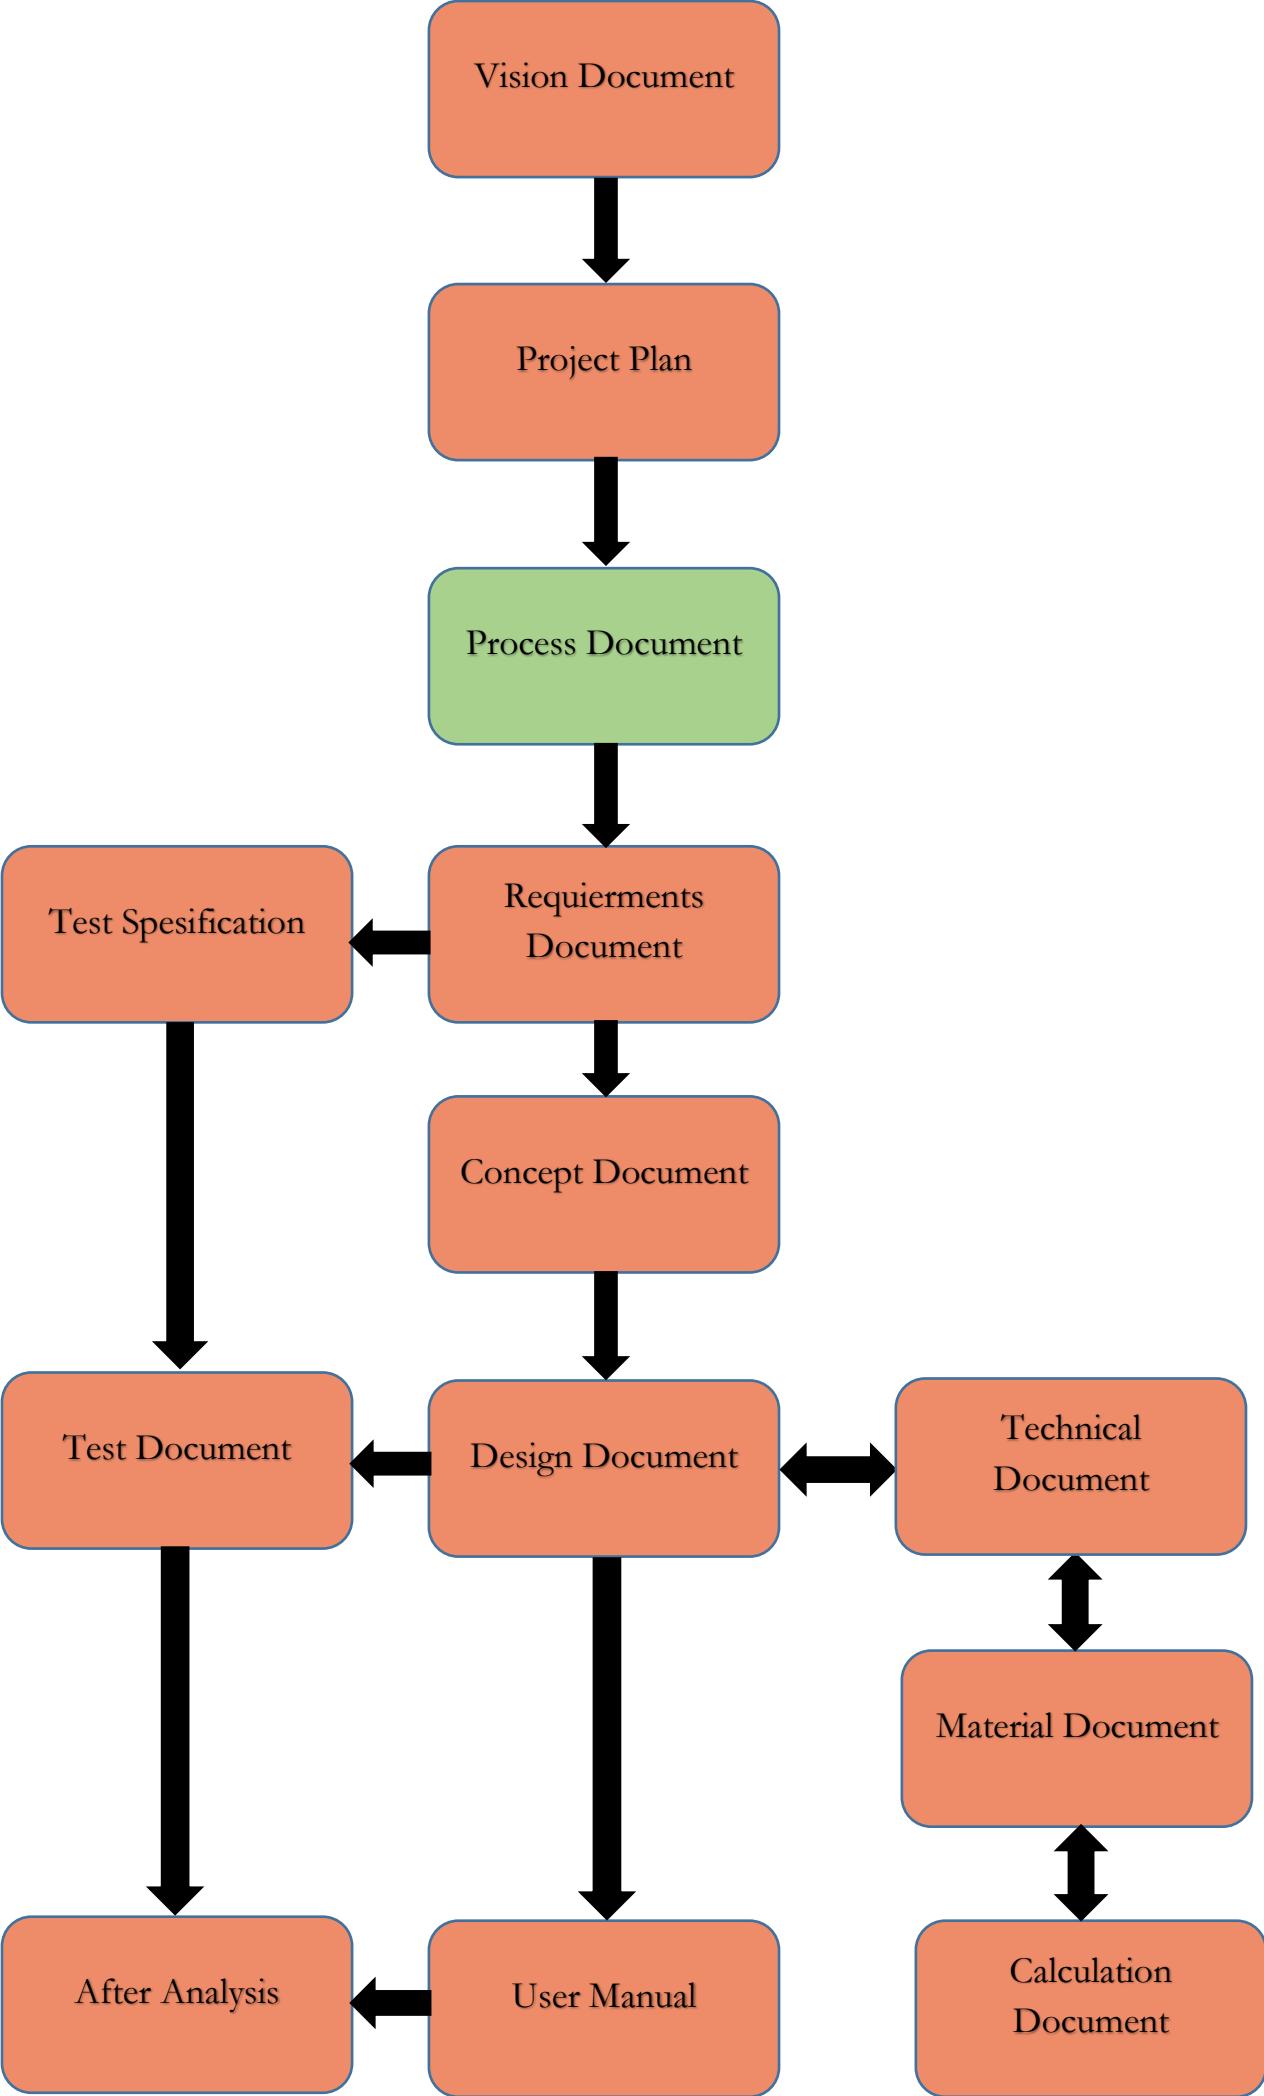 Vision Document
Project Plan
Process Document
Test Spesification
Requierments
Document
Concept Document
Test Document
Design Document
Technical
Document
Material Document
After Analysis
User Manual
Calculation
Document